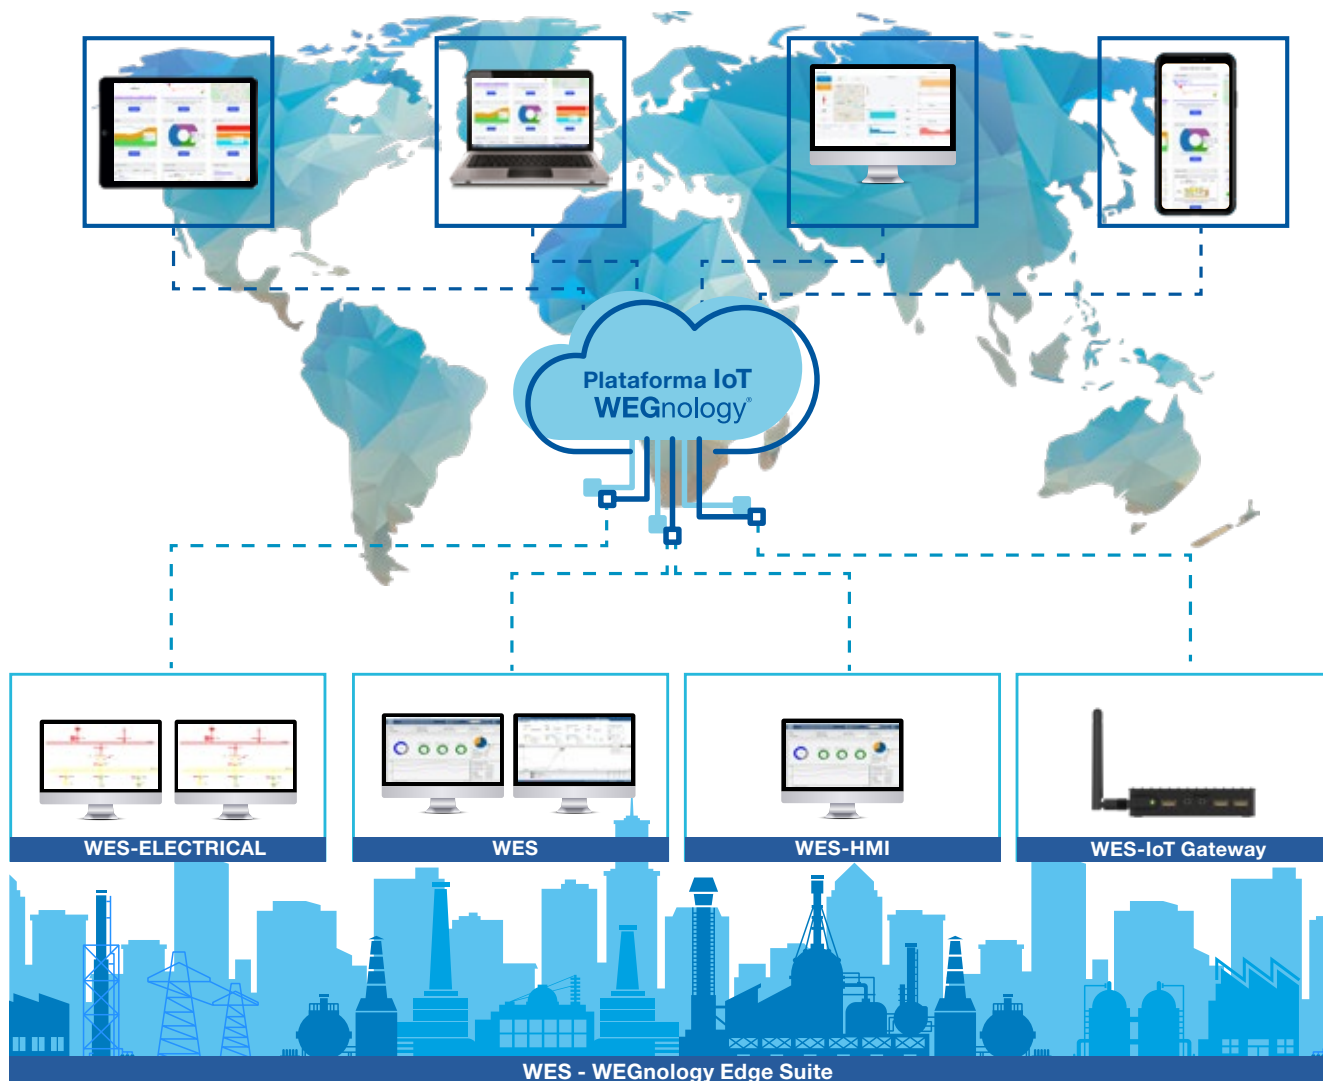 Plataforma IoT
WEGnology®
WES-ELECTRICAL
WES
WES-HMI
WES-IoT Gateway
WES - WEGnology Edge Suite